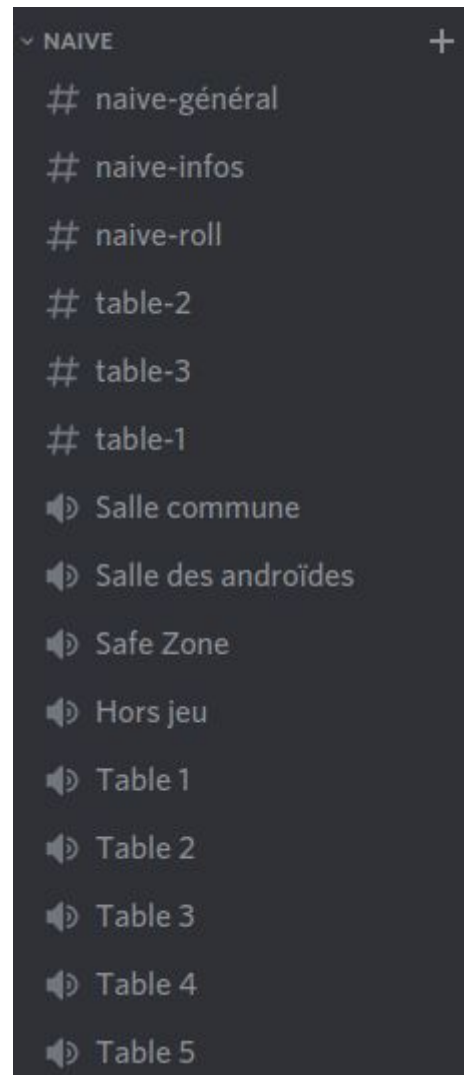 NAIVE
# naive-général
# naive-infos
# naive-roll
# table-2
# table-3
# table-1
Salle commune
Salle des androïdes
Safe Zone
Hors jeu
Table 1
Table 2
Table 3
Table 4
Table 5